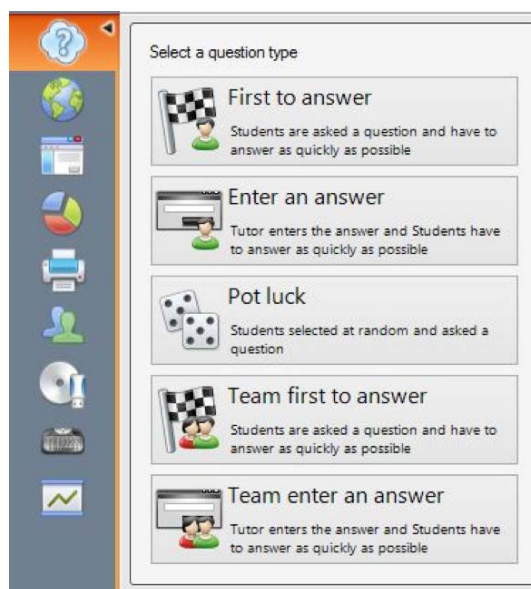 Select a question type
First to answer
Students are asked a question and have to
answer as quickly as possible
Enter an answer
Tutor enters the answer and Students have
to answer as quickly as possible
Pot luck
Students selected at random and asked a
question
Team first to answer
Students are asked a question and have to
answer as quickly as possible
Team enter an answer
Tutor enters the answer and Students have
to answer as quickly as possible